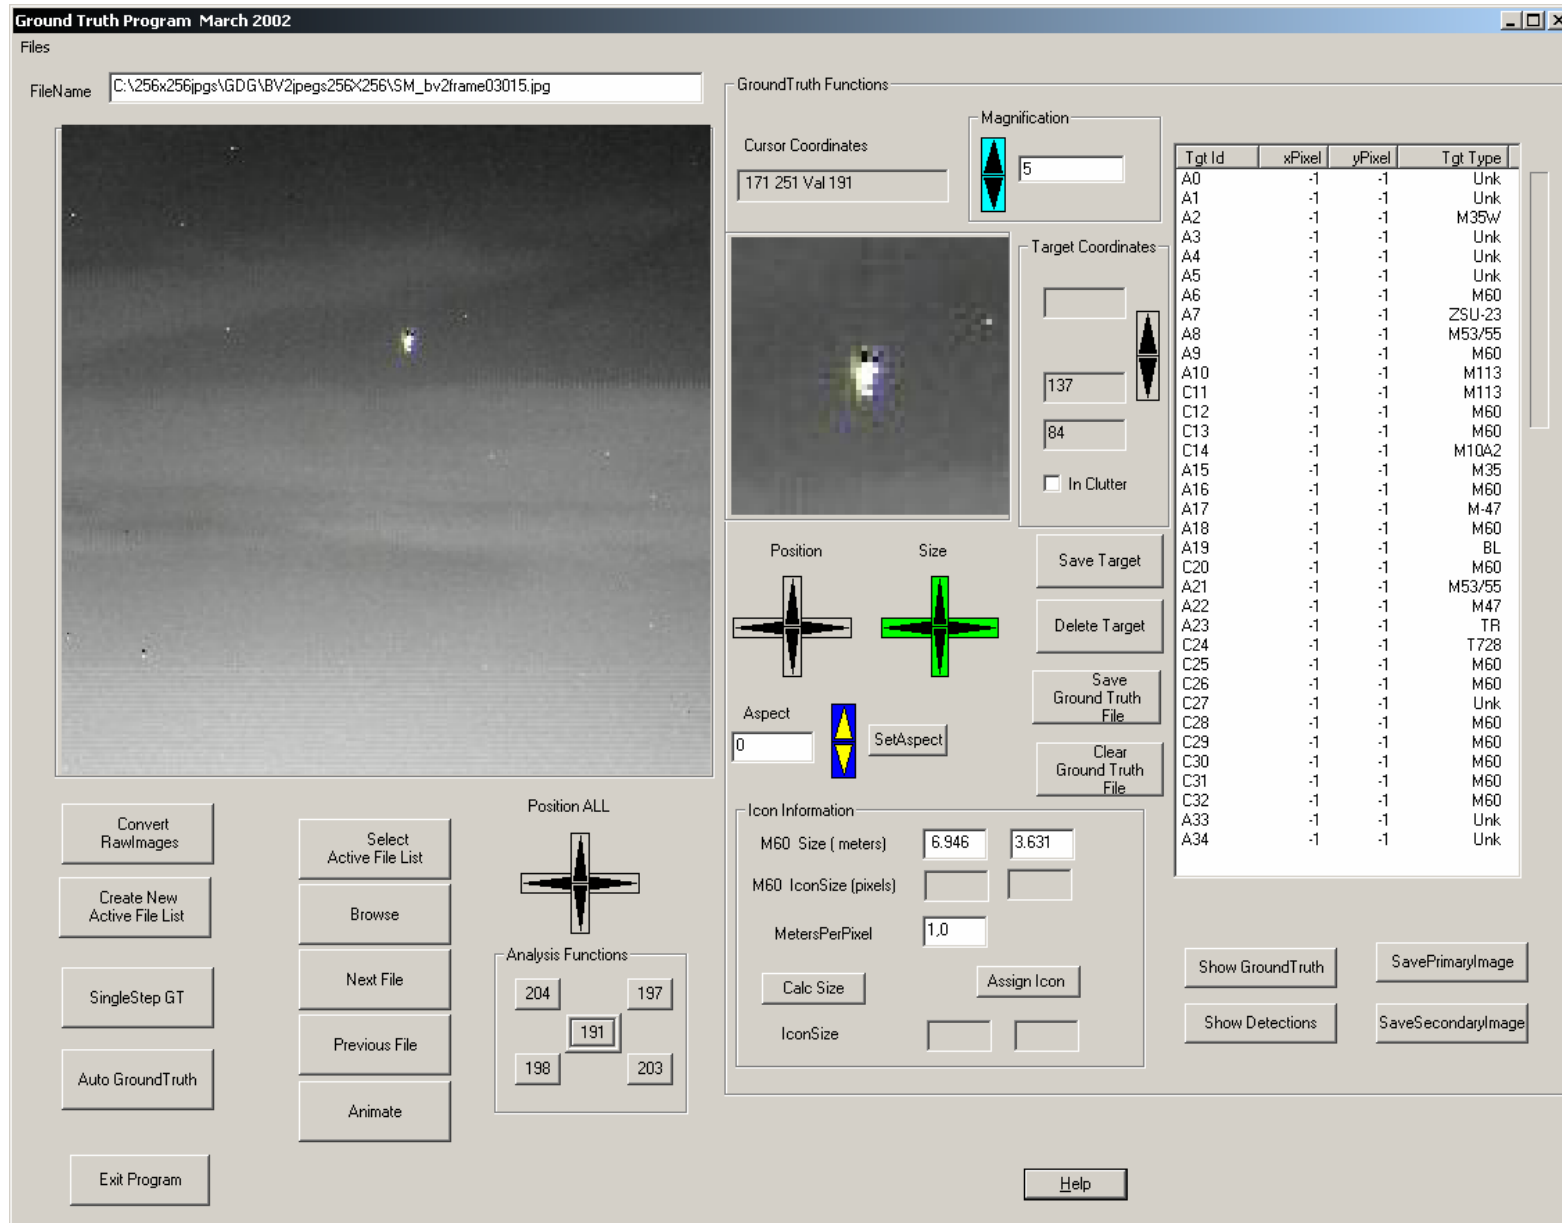 Ground Truth Program  March 2002
Files
FileName
C:\256x256jpgs\GDG\BV2jpegs256X256\SM_bv2frame03015.jpg
GroundTruth Functions
Cursor Coordinates
171 251 Val 191
Magnification
5
Target Coordinates
137
84
In Clutter
Tgt Id xPixel yPixel Tgt Type
A0 -1 -1 Unk
A1 -1 -1 Unk
A2 -1 -1 M35W
A3 -1 -1 Unk
A4 -1 -1 Unk
A5 -1 -1 Unk
A6 -1 -1 M60
A7 -1 -1 ZSU-23
A8 -1 -1 M53/55
A9 -1 -1 M60
A10 -1 -1 M113
C11 -1 -1 M113
C12 -1 -1 M60
C13 -1 -1 M60
C14 -1 -1 M10A2
A15 -1 -1 M35
A16 -1 -1 M60
A17 -1 -1 M-47
A18 -1 -1 M60
A19 -1 -1 BL
C20 -1 -1 M60
A21 -1 -1 M53/55
A22 -1 -1 M47
A23 -1 -1 TR
C24 -1 -1 T728
C25 -1 -1 M60
C26 -1 -1 M60
C27 -1 -1 Unk
C28 -1 -1 M60
C29 -1 -1 M60
C30 -1 -1 M60
C31 -1 -1 M60
C32 -1 -1 M60
A33 -1 -1 Unk
A34 -1 -1 Unk
Position
Size
Save Target
Delete Target
Save
Ground Truth
File
Clear
Ground Truth
File
Aspect
0
SetAspect
Icon Information
M60  Size ( meters) 6.946 3.631
M60  IconSize (pixels)
MetersPerPixel 1,0
Calc Size
Assign Icon
IconSize
Convert
RawImages
Create New
Active File List
SingleStep GT
Auto GroundTruth
Exit Program
Select
Active File List
Browse
Next File
Previous File
Animate
Position ALL
Analysis Functions
204 197
191
198 203
Show GroundTruth
SavePrimaryImage
Show Detections
SaveSecondaryImage
Help